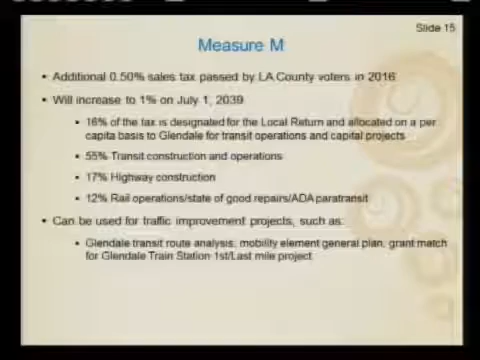 Slide 15
Measure M
• Additional 0.50% sales tax passed by LA County voters in 2016
• Will increase to 1% on July 1, 2039
• 16% of the tax is designated for the Local Return and allocated on a per
capita basis to Glendale for transit operations and capital projects
• 55% Transit construction and operations
• 17% Highway construction
• 12% Rail operations/state of good repairs/ADA paratransit
• Can be used for traffic improvement projects, such as:
• Glendale transit route analysis, mobility element general plan, grant match
for Glendale Train Station 1st/Last mile project